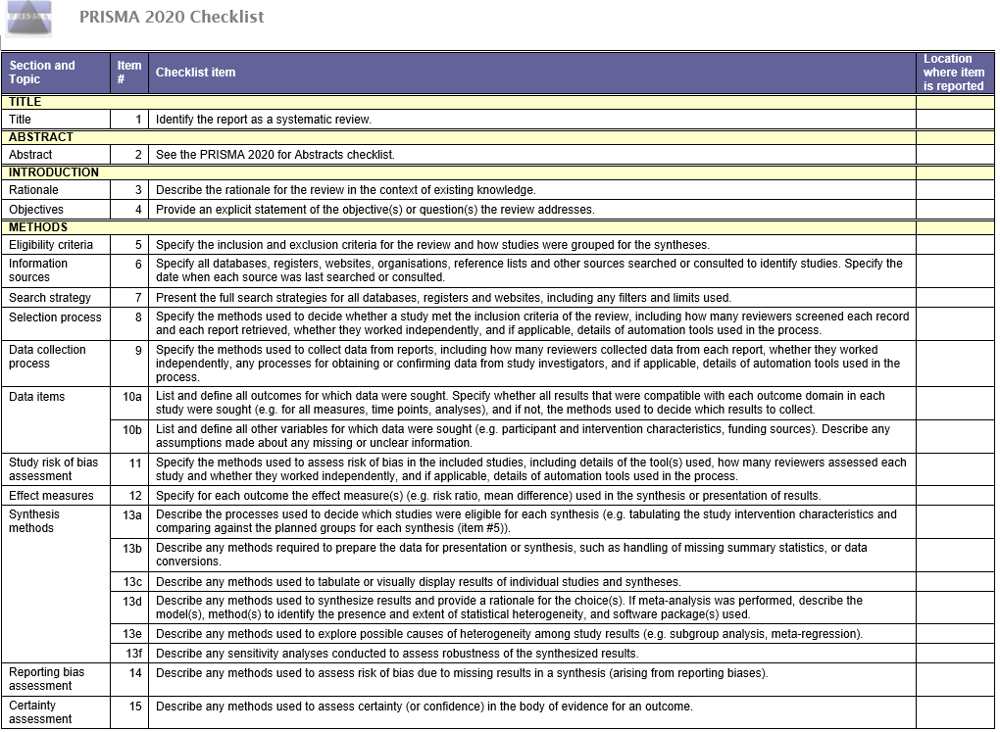 PRISMA
PRISMA 2020 Checklist
Section and Topic Item # Checklist item Location where item is reported
TITLE
Title 1 Identify the report as a systematic review.
ABSTRACT
Abstract 2 See the PRISMA 2020 for Abstracts checklist.
INTRODUCTION
Rationale 3 Describe the rationale for the review in the context of existing knowledge.
Objectives 4 Provide an explicit statement of the objective(s) or question(s) the review addresses.
METHODS
Eligibility criteria 5 Specify the inclusion and exclusion criteria for the review and how studies were grouped for the syntheses.
Information sources 6 Specify all databases, registers, websites, organisations, reference lists and other sources searched or consulted to identify studies. Specify the
date when each source was last searched or consulted.
Search strategy 7 Present the full search strategies for all databases, registers and websites, including any filters and limits used.
Selection process 8 Specify the methods used to decide whether a study met the inclusion criteria of the review, including how many reviewers screened each record
and each report retrieved, whether they worked independently, and if applicable, details of automation tools used in the process.
Data collection process 9 Specify the methods used to collect data from reports, including how many reviewers collected data from each report, whether they worked
independently, any processes for obtaining or confirming data from study investigators, and if applicable, details of automation tools used in the
process.
Data items 10a List and define all outcomes for which data were sought. Specify whether all results that were compatible with each outcome domain in each
study were sought (e.g. for all measures, time points, analyses), and if not, the methods used to decide which results to collect.
10b List and define all other variables for which data were sought (e.g. participant and intervention characteristics, funding sources). Describe any
assumptions made about any missing or unclear information.
Study risk of bias assessment 11 Specify the methods used to assess risk of bias in the included studies, including details of the tool(s) used, how many reviewers assessed each
study and whether they worked independently, and if applicable, details of automation tools used in the process.
Effect measures 12 Specify for each outcome the effect measure(s) (e.g. risk ratio, mean difference) used in the synthesis or presentation of results.
Synthesis methods 13a Describe the processes used to decide which studies were eligible for each synthesis (e.g. tabulating the study intervention characteristics and
comparing against the planned groups for each synthesis (item #5)).
13b Describe any methods required to prepare the data for presentation or synthesis, such as handling of missing summary statistics, or data
conversions.
13c Describe any methods used to tabulate or visually display results of individual studies and syntheses.
13d Describe any methods used to synthesize results and provide a rationale for the choice(s). If meta-analysis was performed, describe the
model(s), method(s) to identify the presence and extent of statistical heterogeneity, and software package(s) used.
13e Describe any methods used to explore possible causes of heterogeneity among study results (e.g. subgroup analysis, meta-regression).
13f Describe any sensitivity analyses conducted to assess robustness of the synthesized results.
Reporting bias assessment 14 Describe any methods used to assess risk of bias due to missing results in a synthesis (arising from reporting biases).
Certainty assessment 15 Describe any methods used to assess certainty (or confidence) in the body of evidence for an outcome.